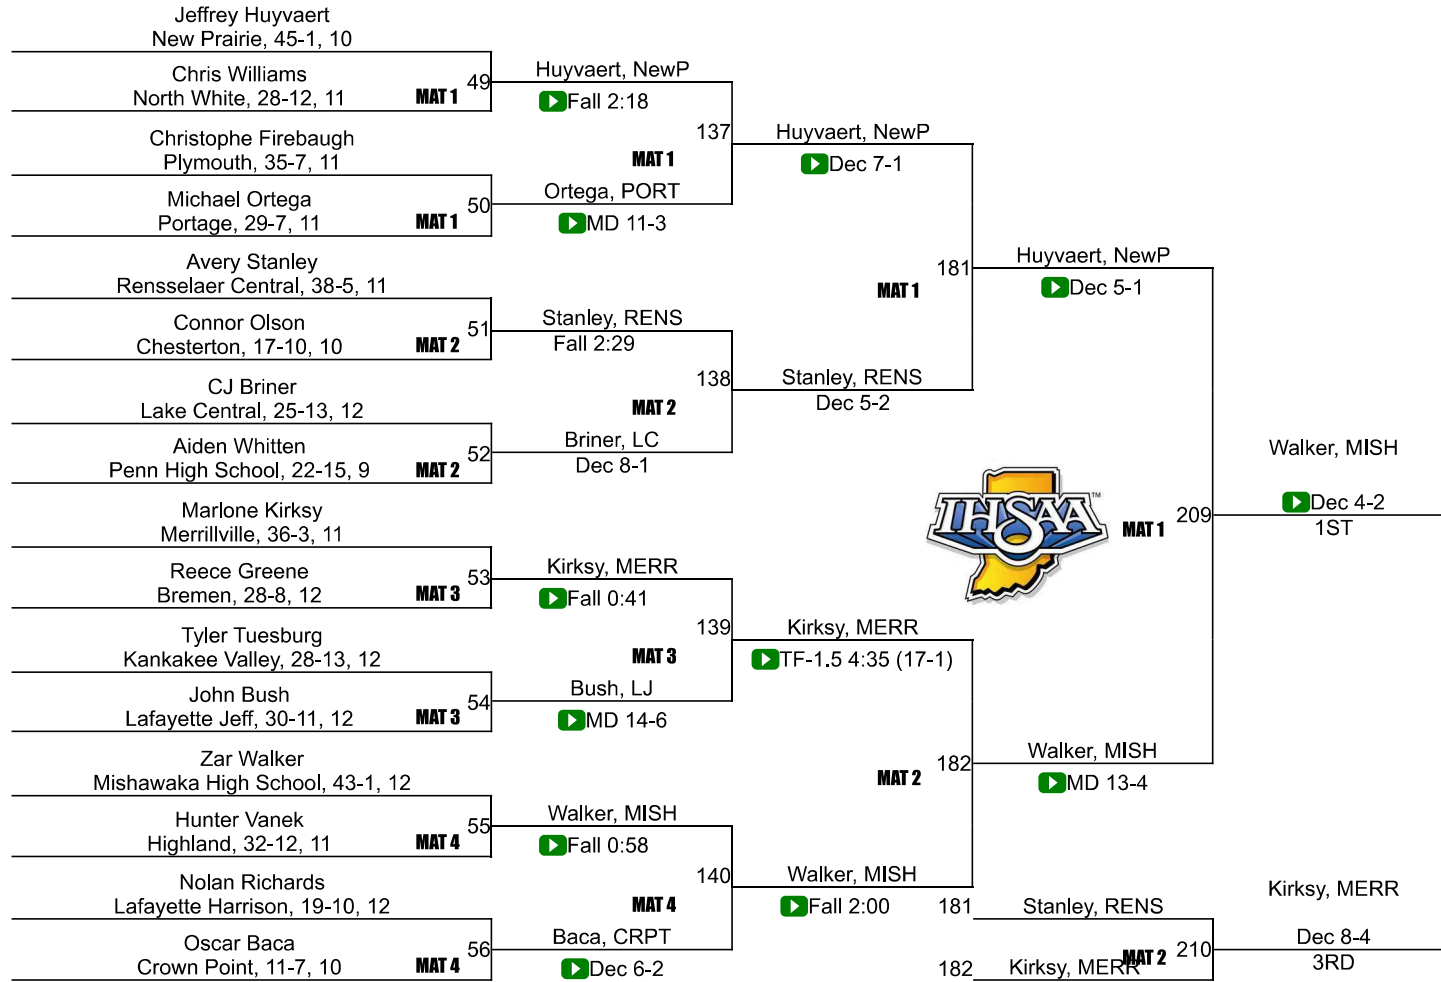 Jeffrey Huyvaert
New Prairie, 45-1, 10
Chris Williams
North White, 28-12, 11
MAT 1
49
Huyvaert, NewP
Fall 2:18
Christophe Firebaugh
Plymouth, 35-7, 11
137
MAT 1
Huyvaert, NewP
Dec 7-1
Michael Ortega
Portage, 29-7, 11
MAT 1
50
Ortega, PORT
MD 11-3
Avery Stanley
Rensselaer Central, 38-5, 11
181
MAT 1
Huyvaert, NewP
Dec 5-1
Connor Olson
Chesterton, 17-10, 10
MAT 2
51
Stanley, RENS
Fall 2:29
CJ Briner
Lake Central, 25-13, 12
138
MAT 2
Stanley, RENS
Dec 5-2
Aiden Whitten
Penn High School, 22-15, 9
MAT 2
52
Briner, LC
Dec 8-1
Marlone Kirksy
Merrillville, 36-3, 11
IHSAA™
MAT 1
209
Walker, MISH
Dec 4-2
1ST
Reece Greene
Bremen, 28-8, 12
MAT 3
53
Kirksy, MERR
Fall 0:41
Tyler Tuesburg
Kankakee Valley, 28-13, 12
139
MAT 3
Kirksy, MERR
TF-1.5 4:35 (17-1)
John Bush
Lafayette Jeff, 30-11, 12
MAT 3
54
Bush, LJ
MD 14-6
Zar Walker
Mishawaka High School, 43-1, 12
182
MAT 2
Walker, MISH
MD 13-4
Hunter Vanek
Highland, 32-12, 11
MAT 4
55
Walker, MISH
Fall 0:58
Nolan Richards
Lafayette Harrison, 19-10, 12
140
MAT 4
Walker, MISH
Fall 2:00
Oscar Baca
Crown Point, 11-7, 10
MAT 4
56
Baca, CRPT
Dec 6-2
181
Stanley, RENS
182
Kirksy, MERR
MAT 2
210
Kirksy, MERR
Dec 8-4
3RD